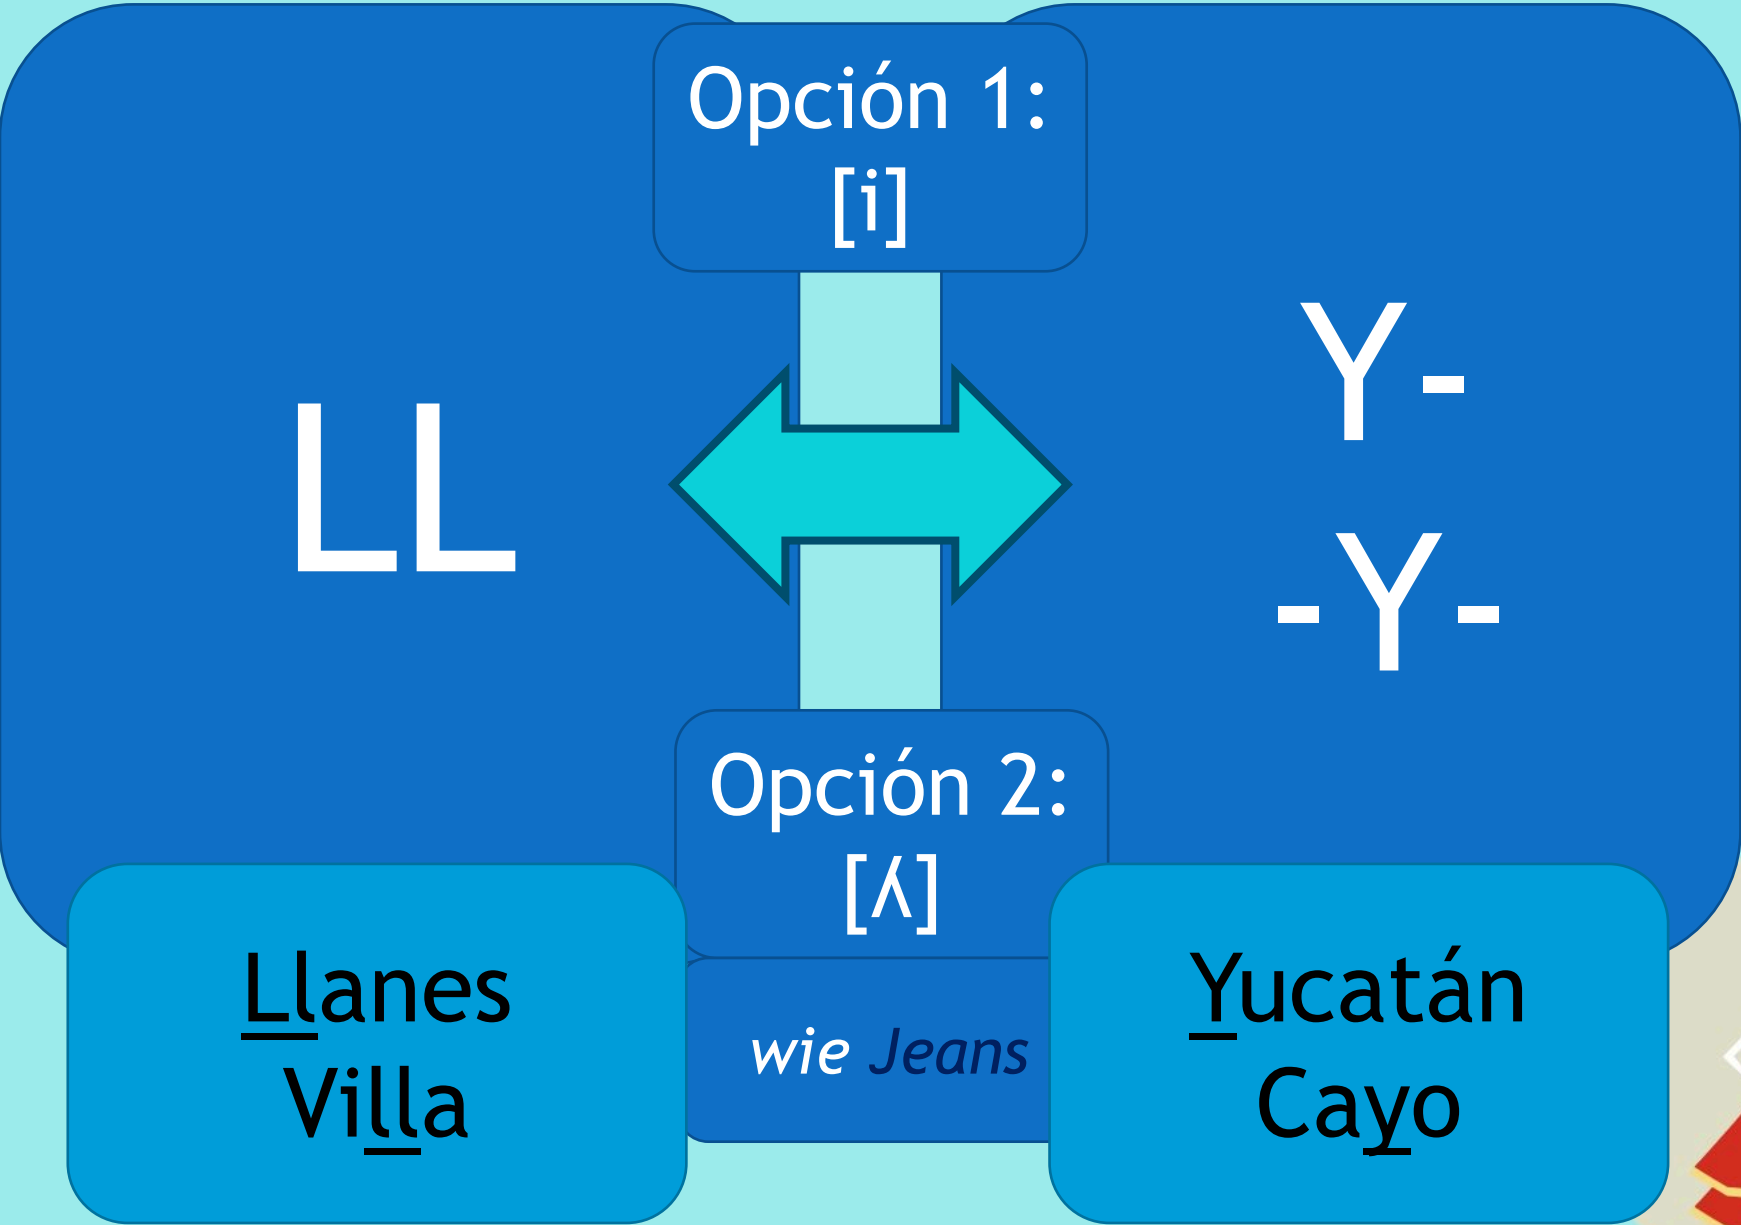 Opción 1:
[i]
LL
Y-
-Y-
Opción 2:
[ʎ]
wie Jeans
Llanes
Villa
Yucatán
Cayo